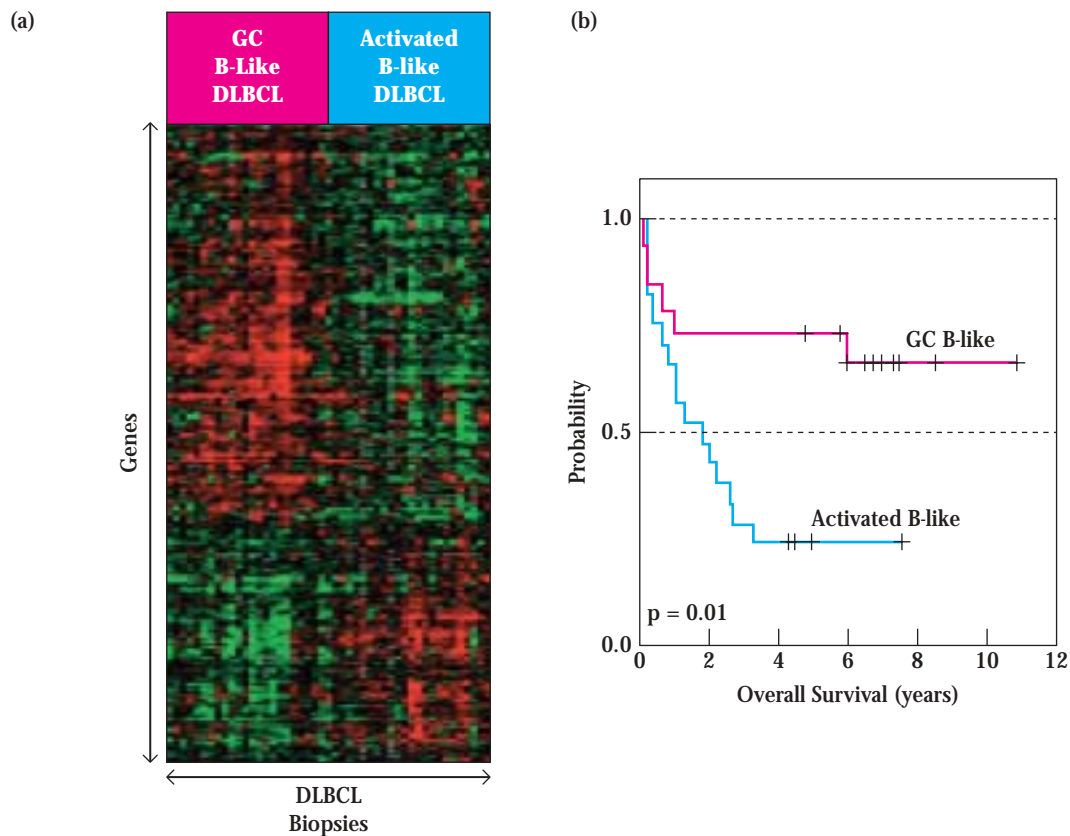 (a)
GC
B-Like
DLBCL
Activated
B-like
DLBCL
Genes
DLBCL
Biopsies
(b)
1.0
0.5
0.0
Probability
GC B-like
Activated B-like
p = 0.01
0 2 4 6 8 10 12
Overall Survival (years)